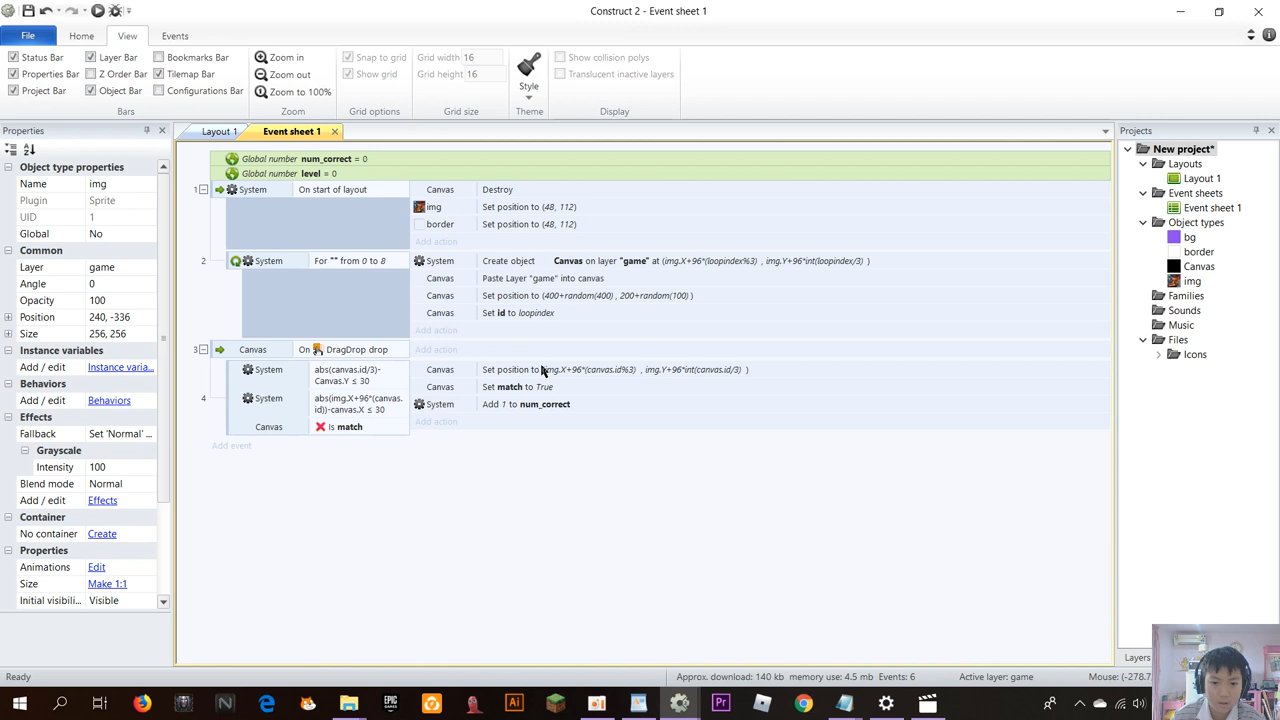 Construct 2 - Event sheet 1
File Home View Events
Status Bar Layer Bar Bookmarks Bar
Properties Bar Z Order Bar Tilemap Bar
Project Bar Object Bar Configurations Bar
Bars
Zoom in
Zoom out
Zoom to 100%
Zoom
Snap to grid
Show grid
Grid options
Grid width 16
Grid height 16
Grid size
Style
Theme
Show collision polys
Translucent inactive layers
Display
Properties
Layout 1 Event sheet 1
Projects
Object type properties
Name img
Plugin Sprite
UID 1
Global No
Common
Layer game
Angle 0
Opacity 100
Position 240, -336
Size 256, 256
Instance variables
Add / edit Instance varia...
Behaviors
Add / edit Behaviors
Effects
Fallback Set 'Normal' ...
Grayscale
Intensity 100
Blend mode Normal
Add / edit Effects
Container
No container Create
Properties
Animations Edit
Size Make 1:1
Initial visibili... Visible
Global number num_correct = 0
Global number level = 0
1 System On start of layout Canvas Destroy
img Set position to (48, 112)
border Set position to (48, 112)
Add action
2 System For "" from 0 to 8 System Create object Canvas on layer "game" at (img.X+96*(loopindex%3) , img.Y+96*int(loopindex/3) )
Canvas Paste Layer "game" into canvas
Canvas Set position to (400+random(400) , 200+random(100) )
Canvas Set id to loopindex
Add action
3 Canvas On DragDrop drop Add action
4 System abs(canvas.id/3)-
Canvas.Y ≤ 30
System abs(img.X+96*(canvas.
id))-canvas.X ≤ 30
Canvas Is match
Canvas Set position to img.X+96*(canvas.id%3) , img.Y+96*int(canvas.id/3) )
Canvas Set match to True
System Add 1 to num_correct
Add action
Add event
New project*
Layouts
Layout 1
Event sheets
Event sheet 1
Object types
bg
border
Canvas
img
Families
Sounds
Music
Files
Icons
Layers
Ready
Approx. download: 140 kb
memory use: 4.5 mb
Events: 6
Active layer: game
Mouse: (-278.7